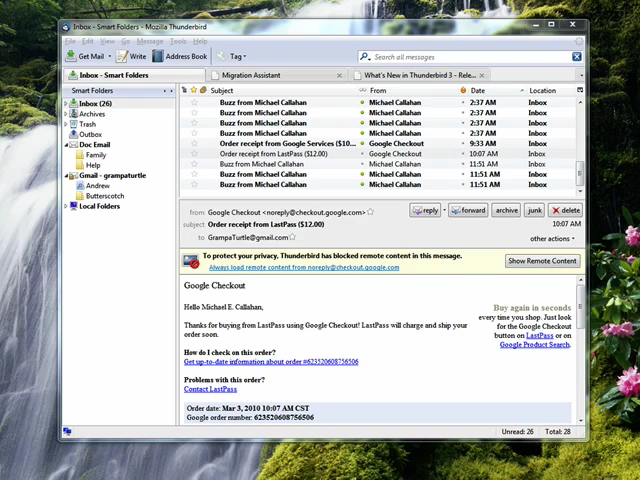 Inbox - Smart Folders - Mozilla Thunderbird
File Edit View Go Message Tools Help
Get Mail Write Address Book Tag Search all messages
Inbox - Smart Folders Migration Assistant What's New in Thunderbird 3 - Rele...
Smart Folders
Inbox (26)
Archives
Trash
Outbox
Doc Email
Family
Help
Gmail - grampaturtle
Andrew
Butterscotch
Local Folders
Subject From Date Location
Buzz from Michael Callahan Michael Callahan 2:37 AM Inbox
Buzz from Michael Callahan Michael Callahan 2:37 AM Inbox
Buzz from Michael Callahan Michael Callahan 2:37 AM Inbox
Buzz from Michael Callahan Michael Callahan 2:37 AM Inbox
Order receipt from Google Services ($10... Google Checkout 9:33 AM Inbox
Order receipt from LastPass ($12.00) Google Checkout 10:07 AM Inbox
Buzz from Michael Callahan Michael Callahan 11:51 AM Inbox
Buzz from Michael Callahan Michael Callahan 11:51 AM Inbox
Buzz from Michael Callahan Michael Callahan 11:51 AM Inbox
from Google Checkout <noreply@checkout.google.com> reply forward archive junk delete
subject Order receipt from LastPass ($12.00) 10:07 AM
to GrampaTurtle@gmail.com other actions
To protect your privacy, Thunderbird has blocked remote content in this message.
Show Remote Content
Always load remote content from noreply@checkout.google.com
Google Checkout
Hello Michael E. Callahan,
Thanks for buying from LastPass using Google Checkout! LastPass will charge and ship your
order soon.
How do I check on this order?
Get up-to-date information about order #623520608756506
Problems with this order?
Contact LastPass
Buy again in seconds
every time you shop. Just look
for the Google Checkout
button on LastPass or on
Google Product Search.
Order date: Mar 3, 2010 10:07 AM CST
Google order number: 623520608756506
Unread: 26 Total: 28